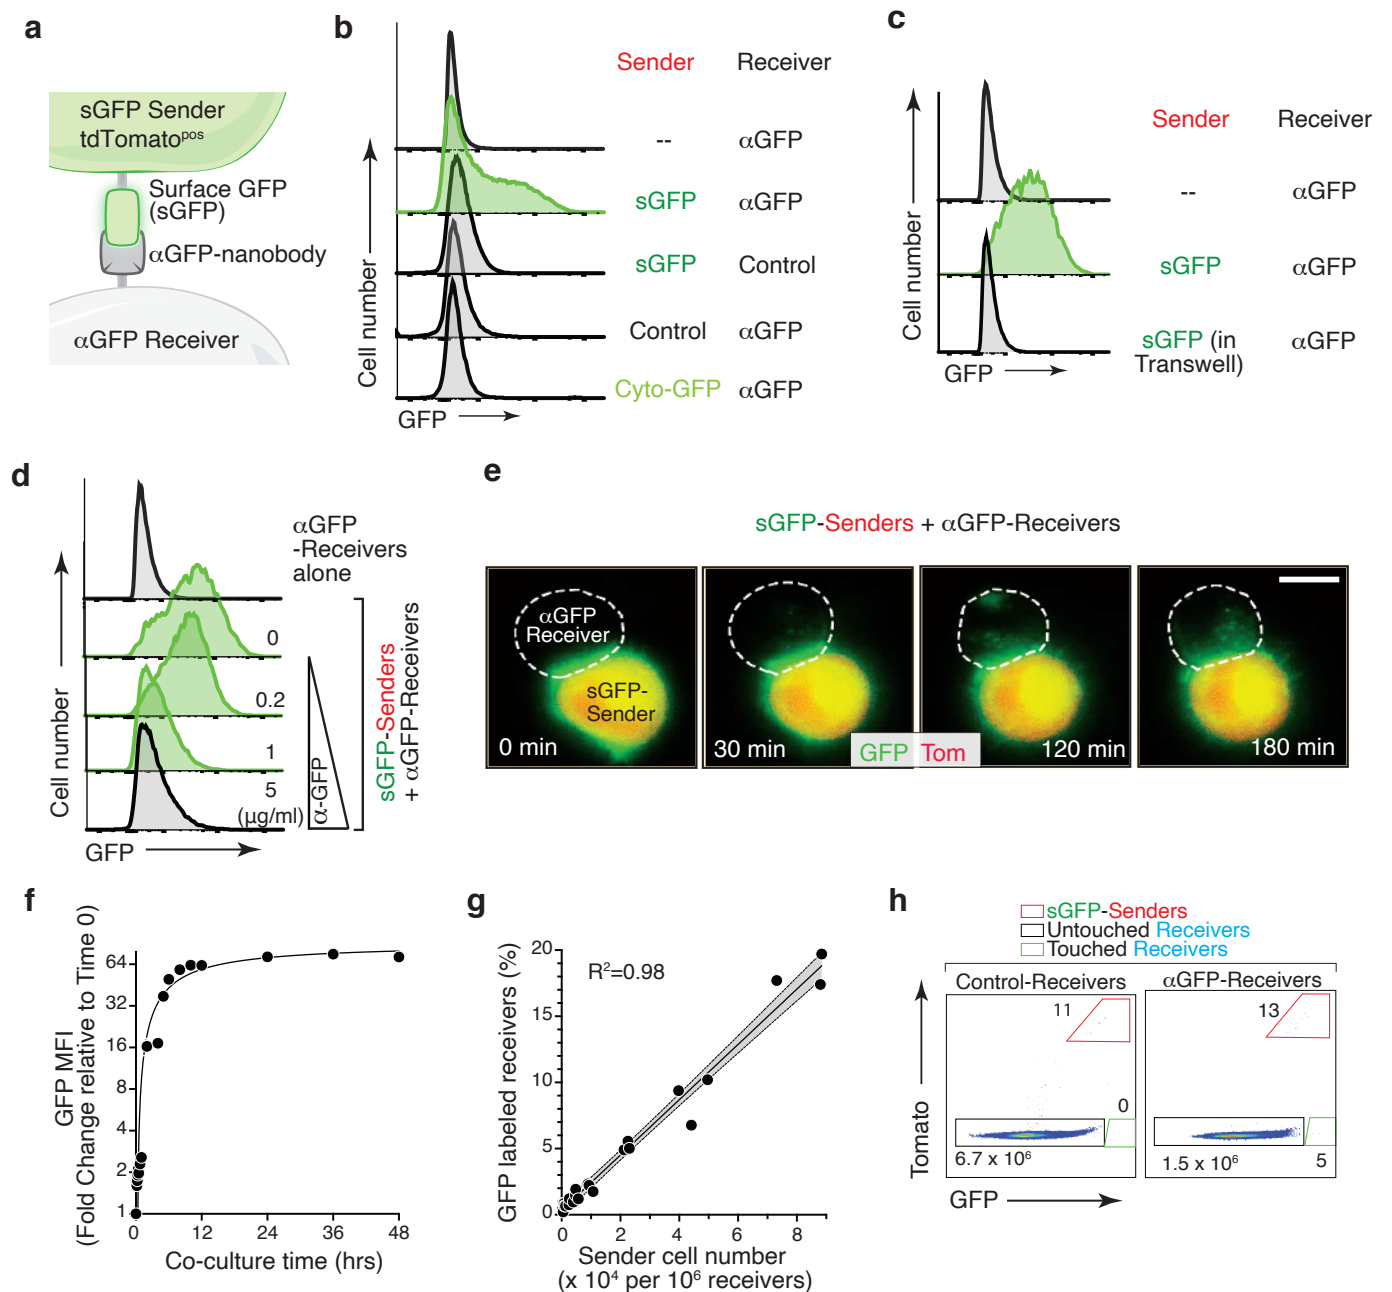 a
sGFP Sender
tdTomatoᵖᵒˢ
Surface GFP
(sGFP)
αGFP-nanobody
αGFP Receiver
b
Sender Receiver
-- αGFP
sGFP αGFP
sGFP Control
Control αGFP
Cyto-GFP αGFP
Cell number
GFP
c
Sender Receiver
-- αGFP
sGFP αGFP
sGFP (in
Transwell)
αGFP
Cell number
GFP
d
αGFP
-Receivers
alone
0
0.2
1
5
(μg/ml)
α-GFP
sGFP-Senders
+ αGFP-Receivers
Cell number
GFP
e
sGFP-Senders + αGFP-Receivers
αGFP
Receiver
sGFP-
Sender
0 min
30 min
GFP Tom
120 min
180 min
f
GFP MFI
(Fold Change relative to Time 0)
64
32
16
8
4
2
1
0 12 24 36 48
Co-culture time (hrs)
g
GFP labeled receivers (%)
R²=0.98
20
15
10
5
0
0 2 4 6 8
Sender cell number
(x 10⁴ per 10⁶ receivers)
h
sGFP-Senders
Untouched Receivers
Touched Receivers
Control-Receivers αGFP-Receivers
11
0
6.7 x 10⁶
13
1.5 x 10⁶
5
Tomato
GFP